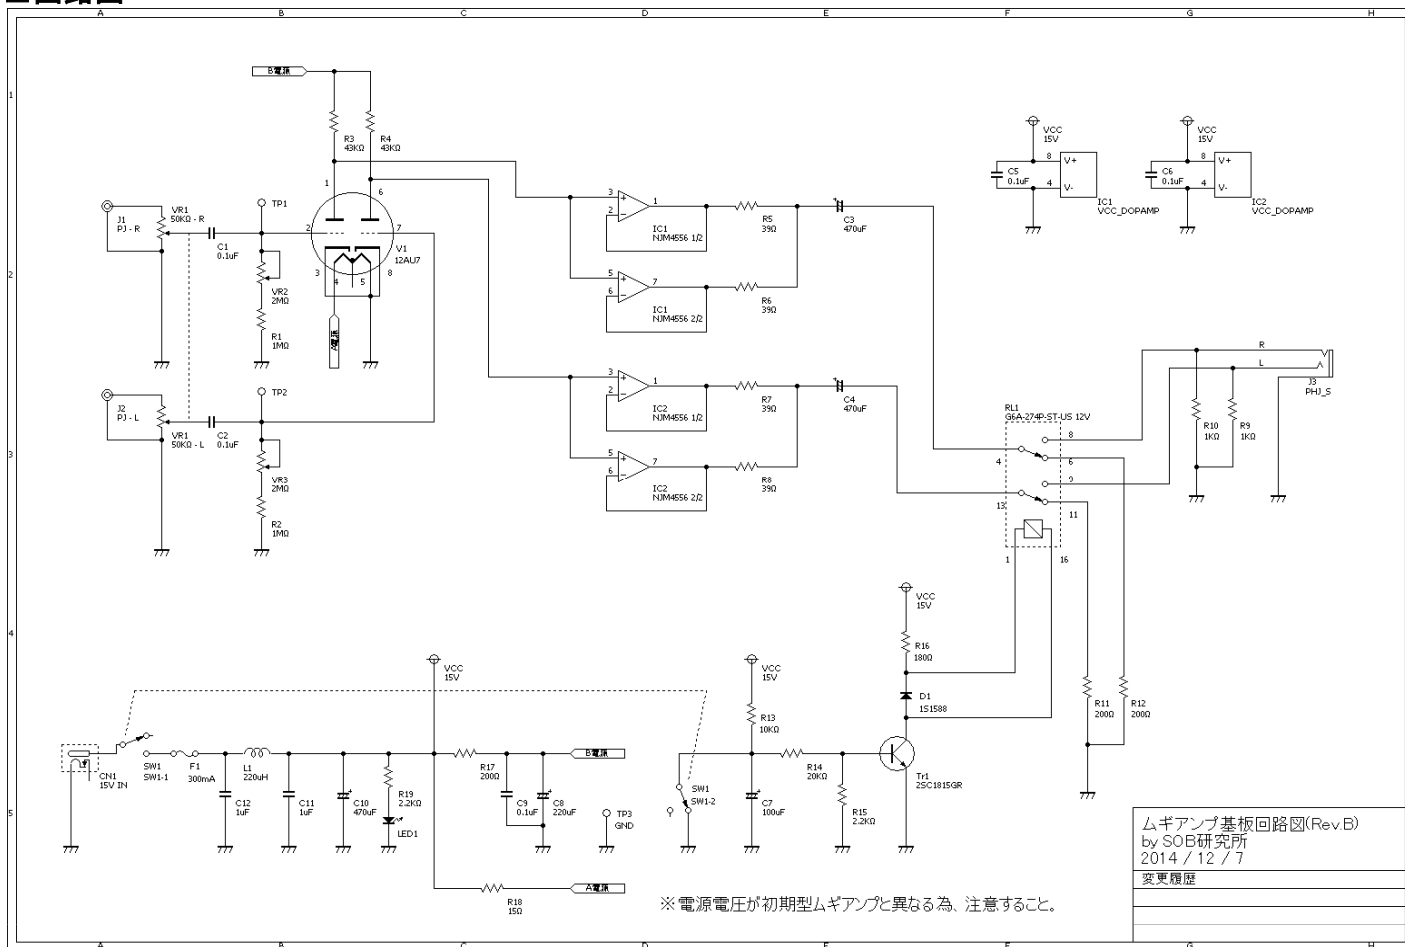 A B C D E F G H
1
2
3
4
5
B電源
R3
43KΩ
R4
43KΩ
1
6
J1
PJ - R
VR1
50KΩ - R
C1
0.1uF
TP1
2
7
V1
12AU7
3
4
5
8
VR2
2MΩ
R1
1MΩ
A電源
J2
PJ - L
VR1
50KΩ - L
C2
0.1uF
TP2
VR3
2MΩ
R2
1MΩ
3
2
1
IC1
NJM4556 1/2
R5
39Ω
C3
470uF
5
6
7
IC1
NJM4556 2/2
R6
39Ω
3
2
1
IC2
NJM4556 1/2
R7
39Ω
C4
470uF
5
6
7
IC2
NJM4556 2/2
R8
39Ω
VCC
15V
C5
0.1uF
8
V+
4
V-
IC1
VCC_DOPAMP
VCC
15V
C6
0.1uF
8
V+
4
V-
IC2
VCC_DOPAMP
R
L
J3
PHJ_S
R10
1KΩ
R9
1KΩ
RL1
G6A-274P-ST-US 12V
4
8
6
9
13
11
1
16
R11
200Ω
R12
200Ω
VCC
15V
R16
180Ω
D1
1S1588
Tr1
2SC1815GR
VCC
15V
R13
10KΩ
R14
20KΩ
R15
2.2KΩ
C7
100uF
SW1
SW1-2
TP3
GND
CN1
15V IN
SW1
SW1-1
F1
300mA
L1
220uH
C12
1uF
C11
1uF
C10
470uF
R19
2.2KΩ
LED1
VCC
15V
R17
200Ω
C9
0.1uF
C8
220uF
B電源
R18
15Ω
A電源
※電源電圧が初期型ムギアンプと異なる為、注意すること。
ムギアンプ基板回路図(Rev.B)
by SOB研究所
2014 / 12 / 7
変更履歴
A B C D E F G H